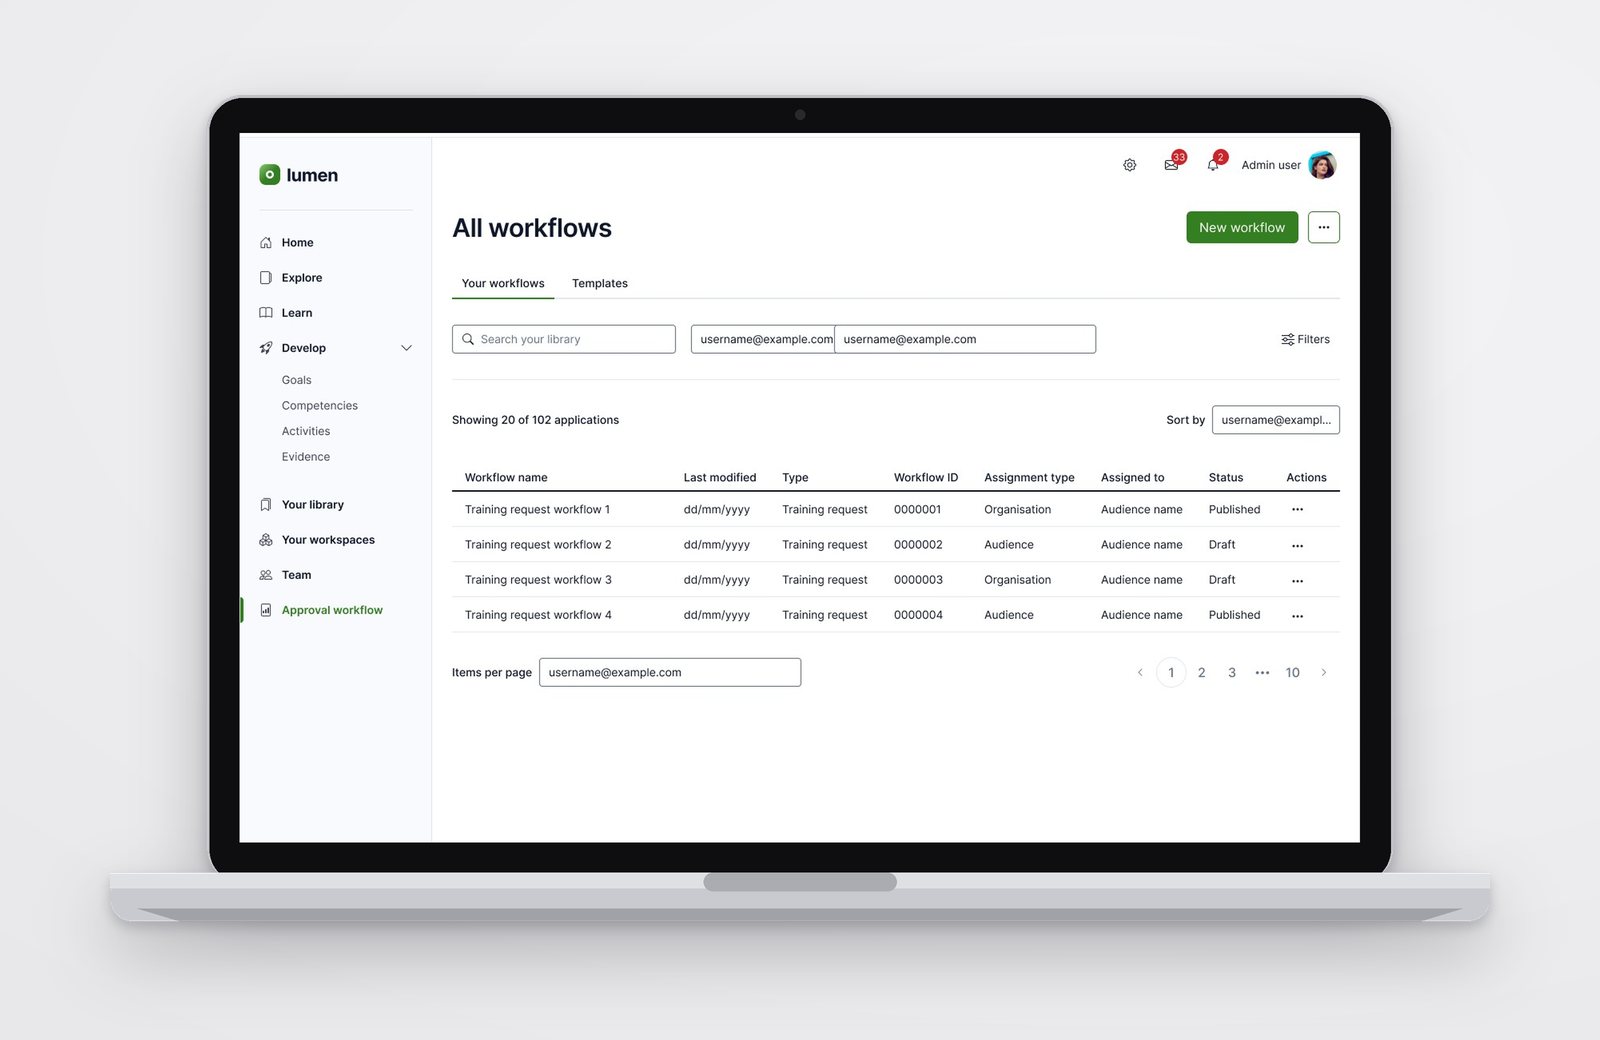 lumen
33
2
Admin user
Home
Explore
Learn
Develop
Goals
Competencies
Activities
Evidence
Your library
Your workspaces
Team
Approval workflow
All workflows
New workflow
Your workflows Templates
Search your library username@example.com username@example.com Filters
Showing 20 of 102 applications Sort by username@exampl...
Workflow name Last modified Type Workflow ID Assignment type Assigned to Status Actions
Training request workflow 1 dd/mm/yyyy Training request 0000001 Organisation Audience name Published
Training request workflow 2 dd/mm/yyyy Training request 0000002 Audience Audience name Draft
Training request workflow 3 dd/mm/yyyy Training request 0000003 Organisation Audience name Draft
Training request workflow 4 dd/mm/yyyy Training request 0000004 Audience Audience name Published
Items per page username@example.com 1 2 3 ••• 10